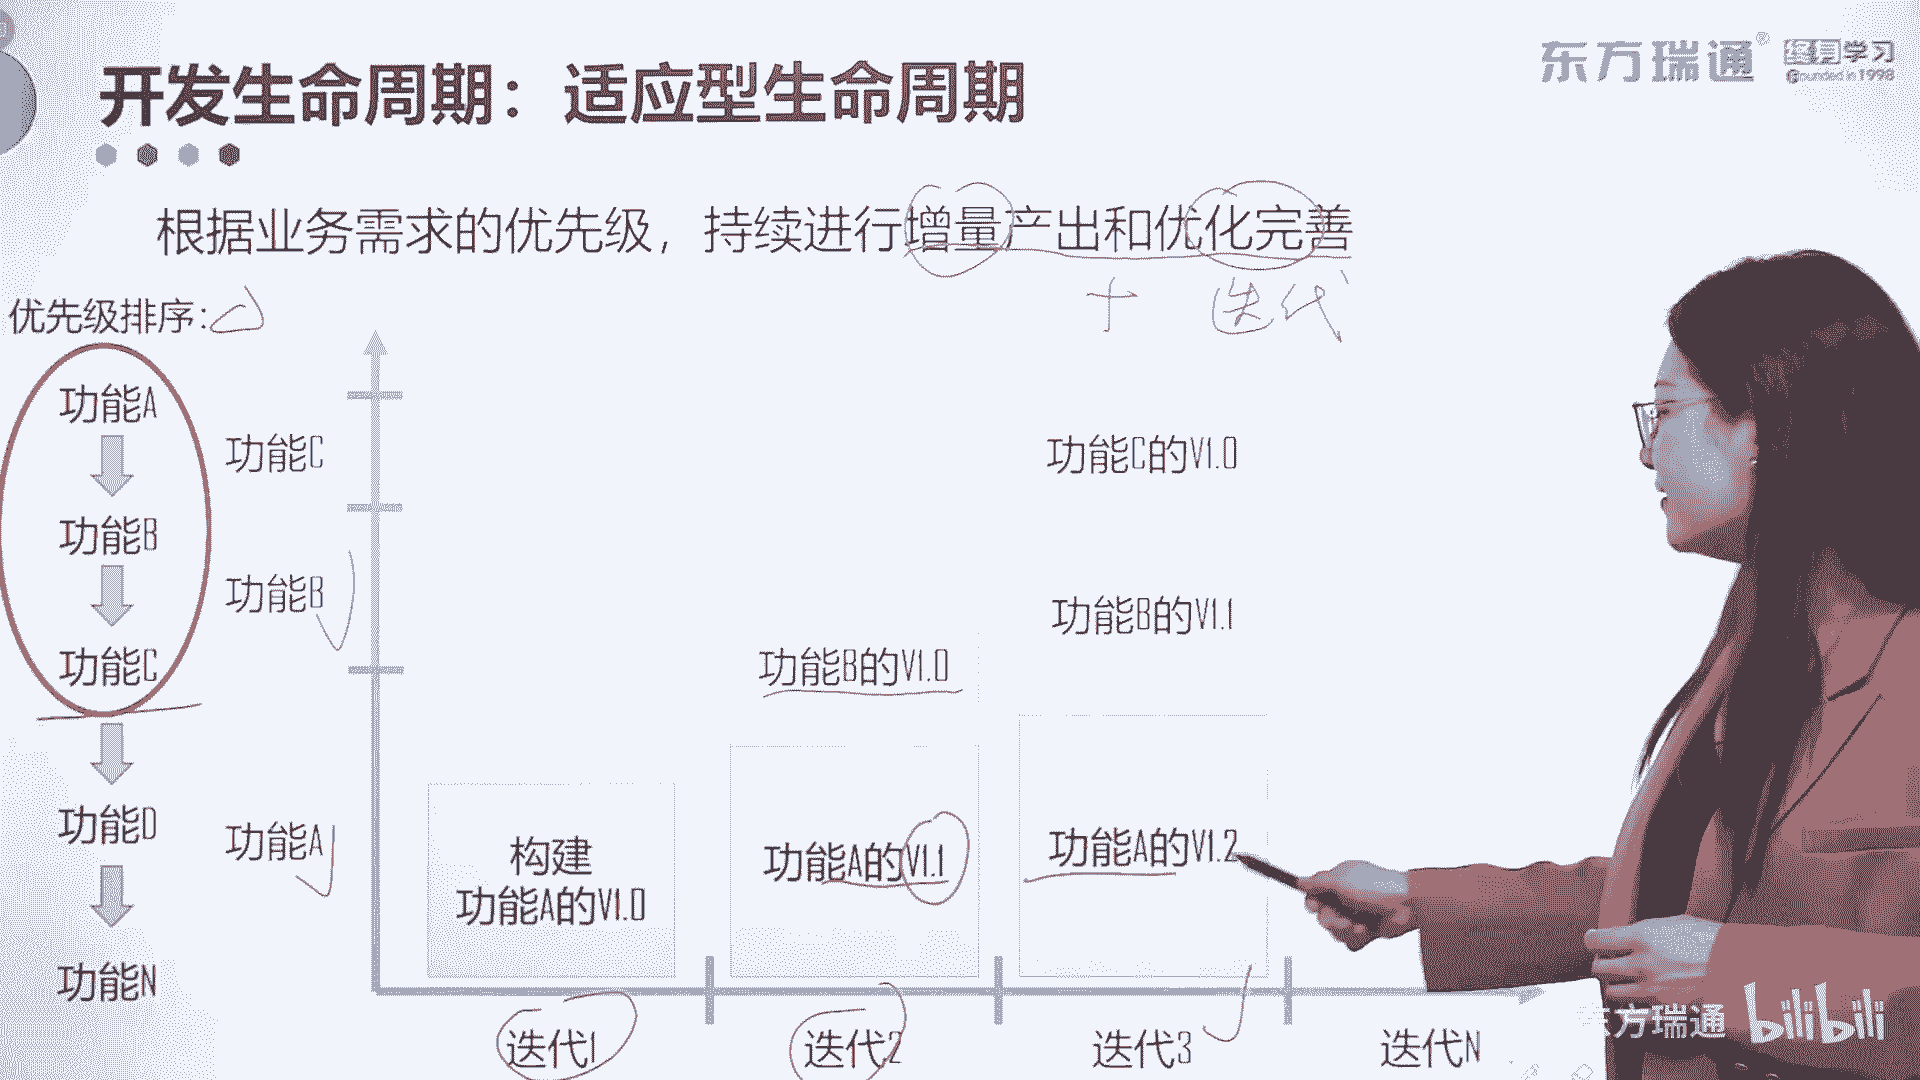 开发生命周期：适应型生命周期
东方瑞通® 终身学习
Founded in 1998
根据业务需求的优先级，持续进行增量产出和优化完善
十 迭代
优先级排序：
功能A
功能B
功能C
功能D
功能N
功能C
功能B
功能A
功能C的V1.0
功能B的V1.1
功能B的V1.0
构建
功能A的V1.0
功能A的V1.1
功能A的V1.2
迭代1
迭代2
迭代3
迭代N
东方瑞通 bilibili